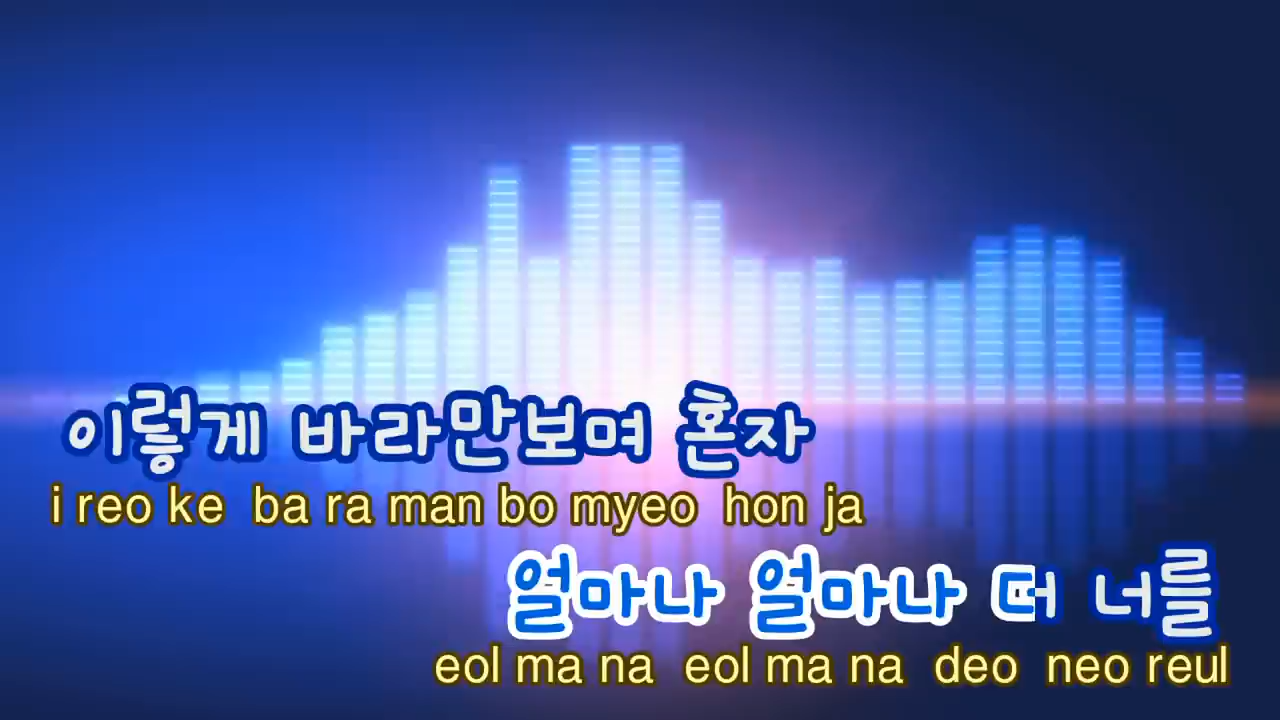 이렇게 바라만보며 혼자
i reo ke ba ra man bo myeo hon ja
얼마나 얼마나 더 너를
eol ma na eol ma na deo neo reul